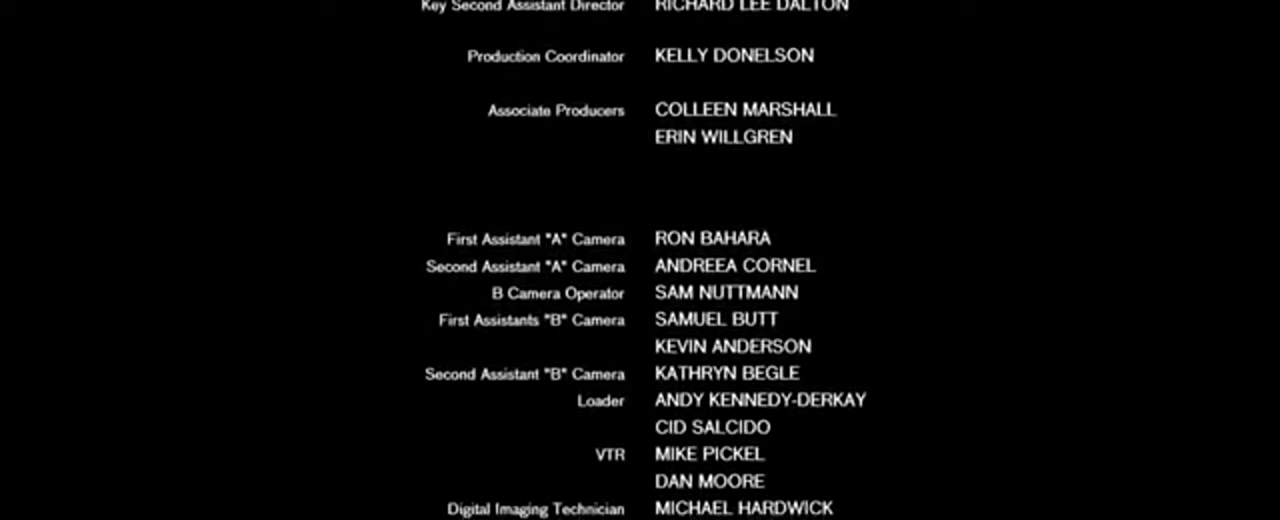 Key Second Assistant Director RICHARD LEE DALTON
Production Coordinator KELLY DONELSON
Associate Producers COLLEEN MARSHALL
ERIN WILLGREN
First Assistant "A" Camera RON BAHARA
Second Assistant "A" Camera ANDREEA CORNEL
B Camera Operator SAM NUTTMANN
First Assistants "B" Camera SAMUEL BUTT
KEVIN ANDERSON
Second Assistant "B" Camera KATHRYN BEGLE
Loader ANDY KENNEDY-DERKAY
CID SALCIDO
VTR MIKE PICKEL
DAN MOORE
Digital Imaging Technician MICHAEL HARDWICK